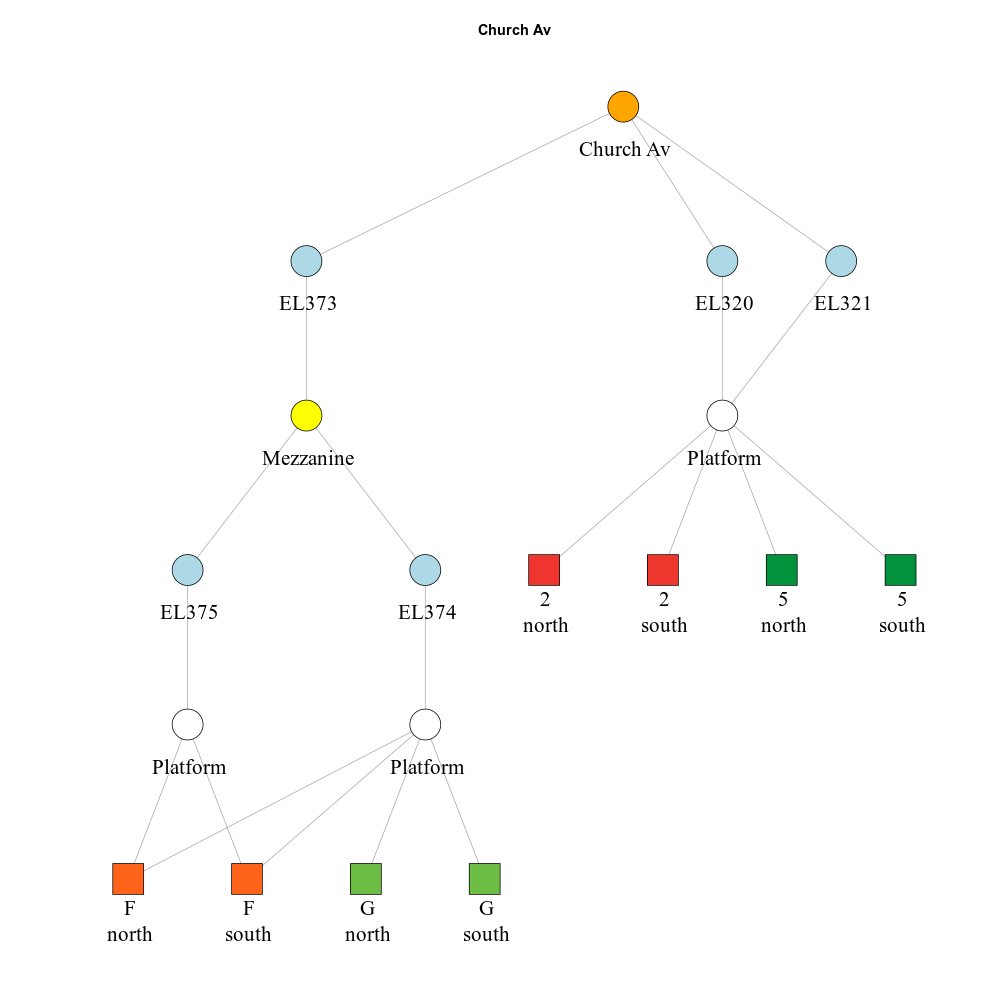 Church Av
Church Av
EL373
EL320
EL321
Mezzanine
Platform
EL375
EL374
2
north
2
south
5
north
5
south
Platform
Platform
F
north
F
south
G
north
G
south